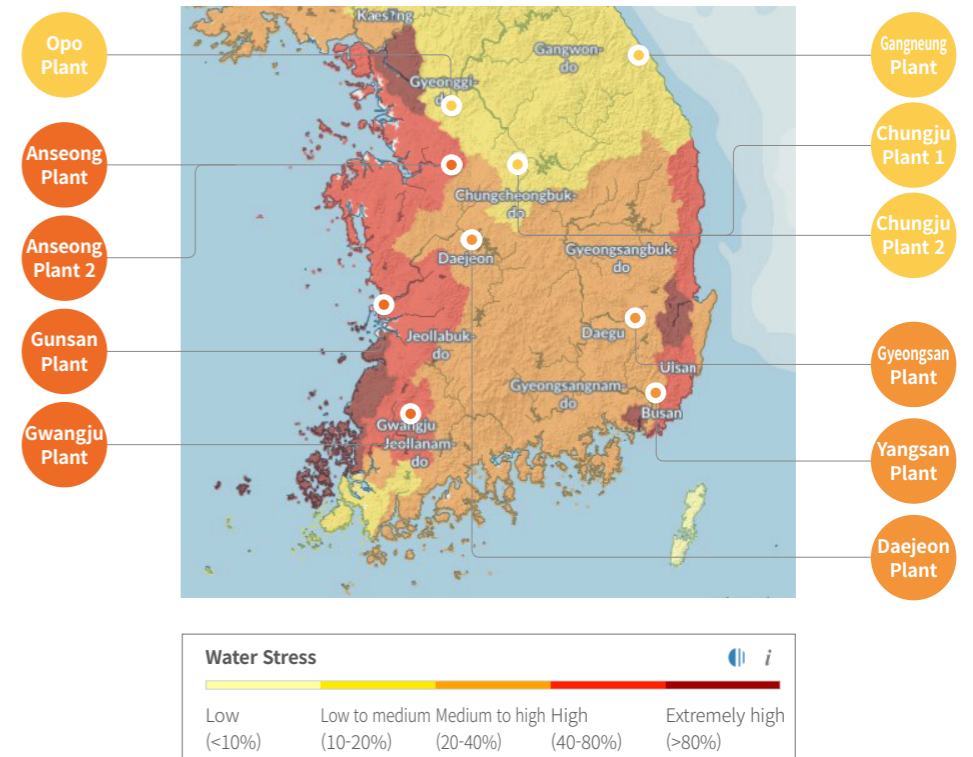 Opo
Plant
Anseong
Plant
Anseong
Plant 2
Gunsan
Plant
Gwangju
Plant
Gangwon-
do
Gyeonggi-
Chungcheongbuk-
do
Daejeon
Gyeongsangbuk-
do
Daegu
Jeollabuk-
do
Ulsan
Gyeongsangnam-
do
Busan
Gwangju
Jeollanam-
do
Gangneung
Plant
Chungju
Plant 1
Chungju
Plant 2
Gyeongsan
Plant
Yangsan
Plant
Daejeon
Plant
Water Stress
i
Low
(<10%)
Low to medium
(10-20%)
Medium to high
(20-40%)
High
(40-80%)
Extremely high
(>80%)